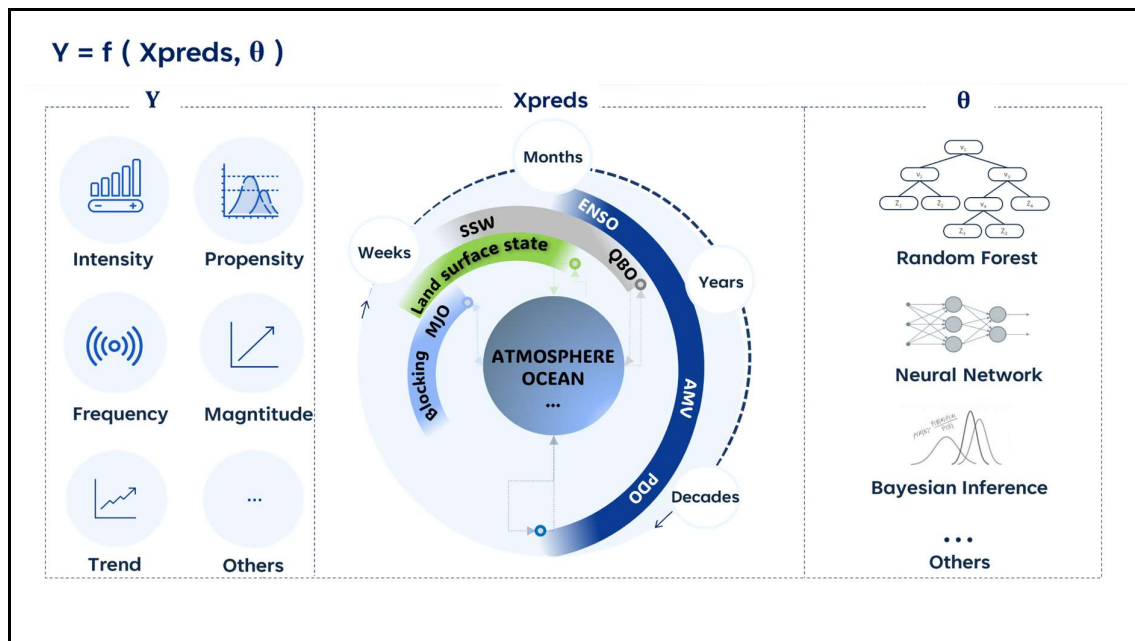 Y = f ( Xpreds, θ )
Y
Xpreds
θ
Intensity
Propensity
Frequency
Magntitude
Trend
...
Others
Months
Weeks
Years
Decades
SSW
ENSO
Land surface state
QBO
MJO
Blocking
AMV
PDO
ATMOSPHERE
OCEAN
...
Random Forest
Neural Network
Bayesian Inference
...
Others